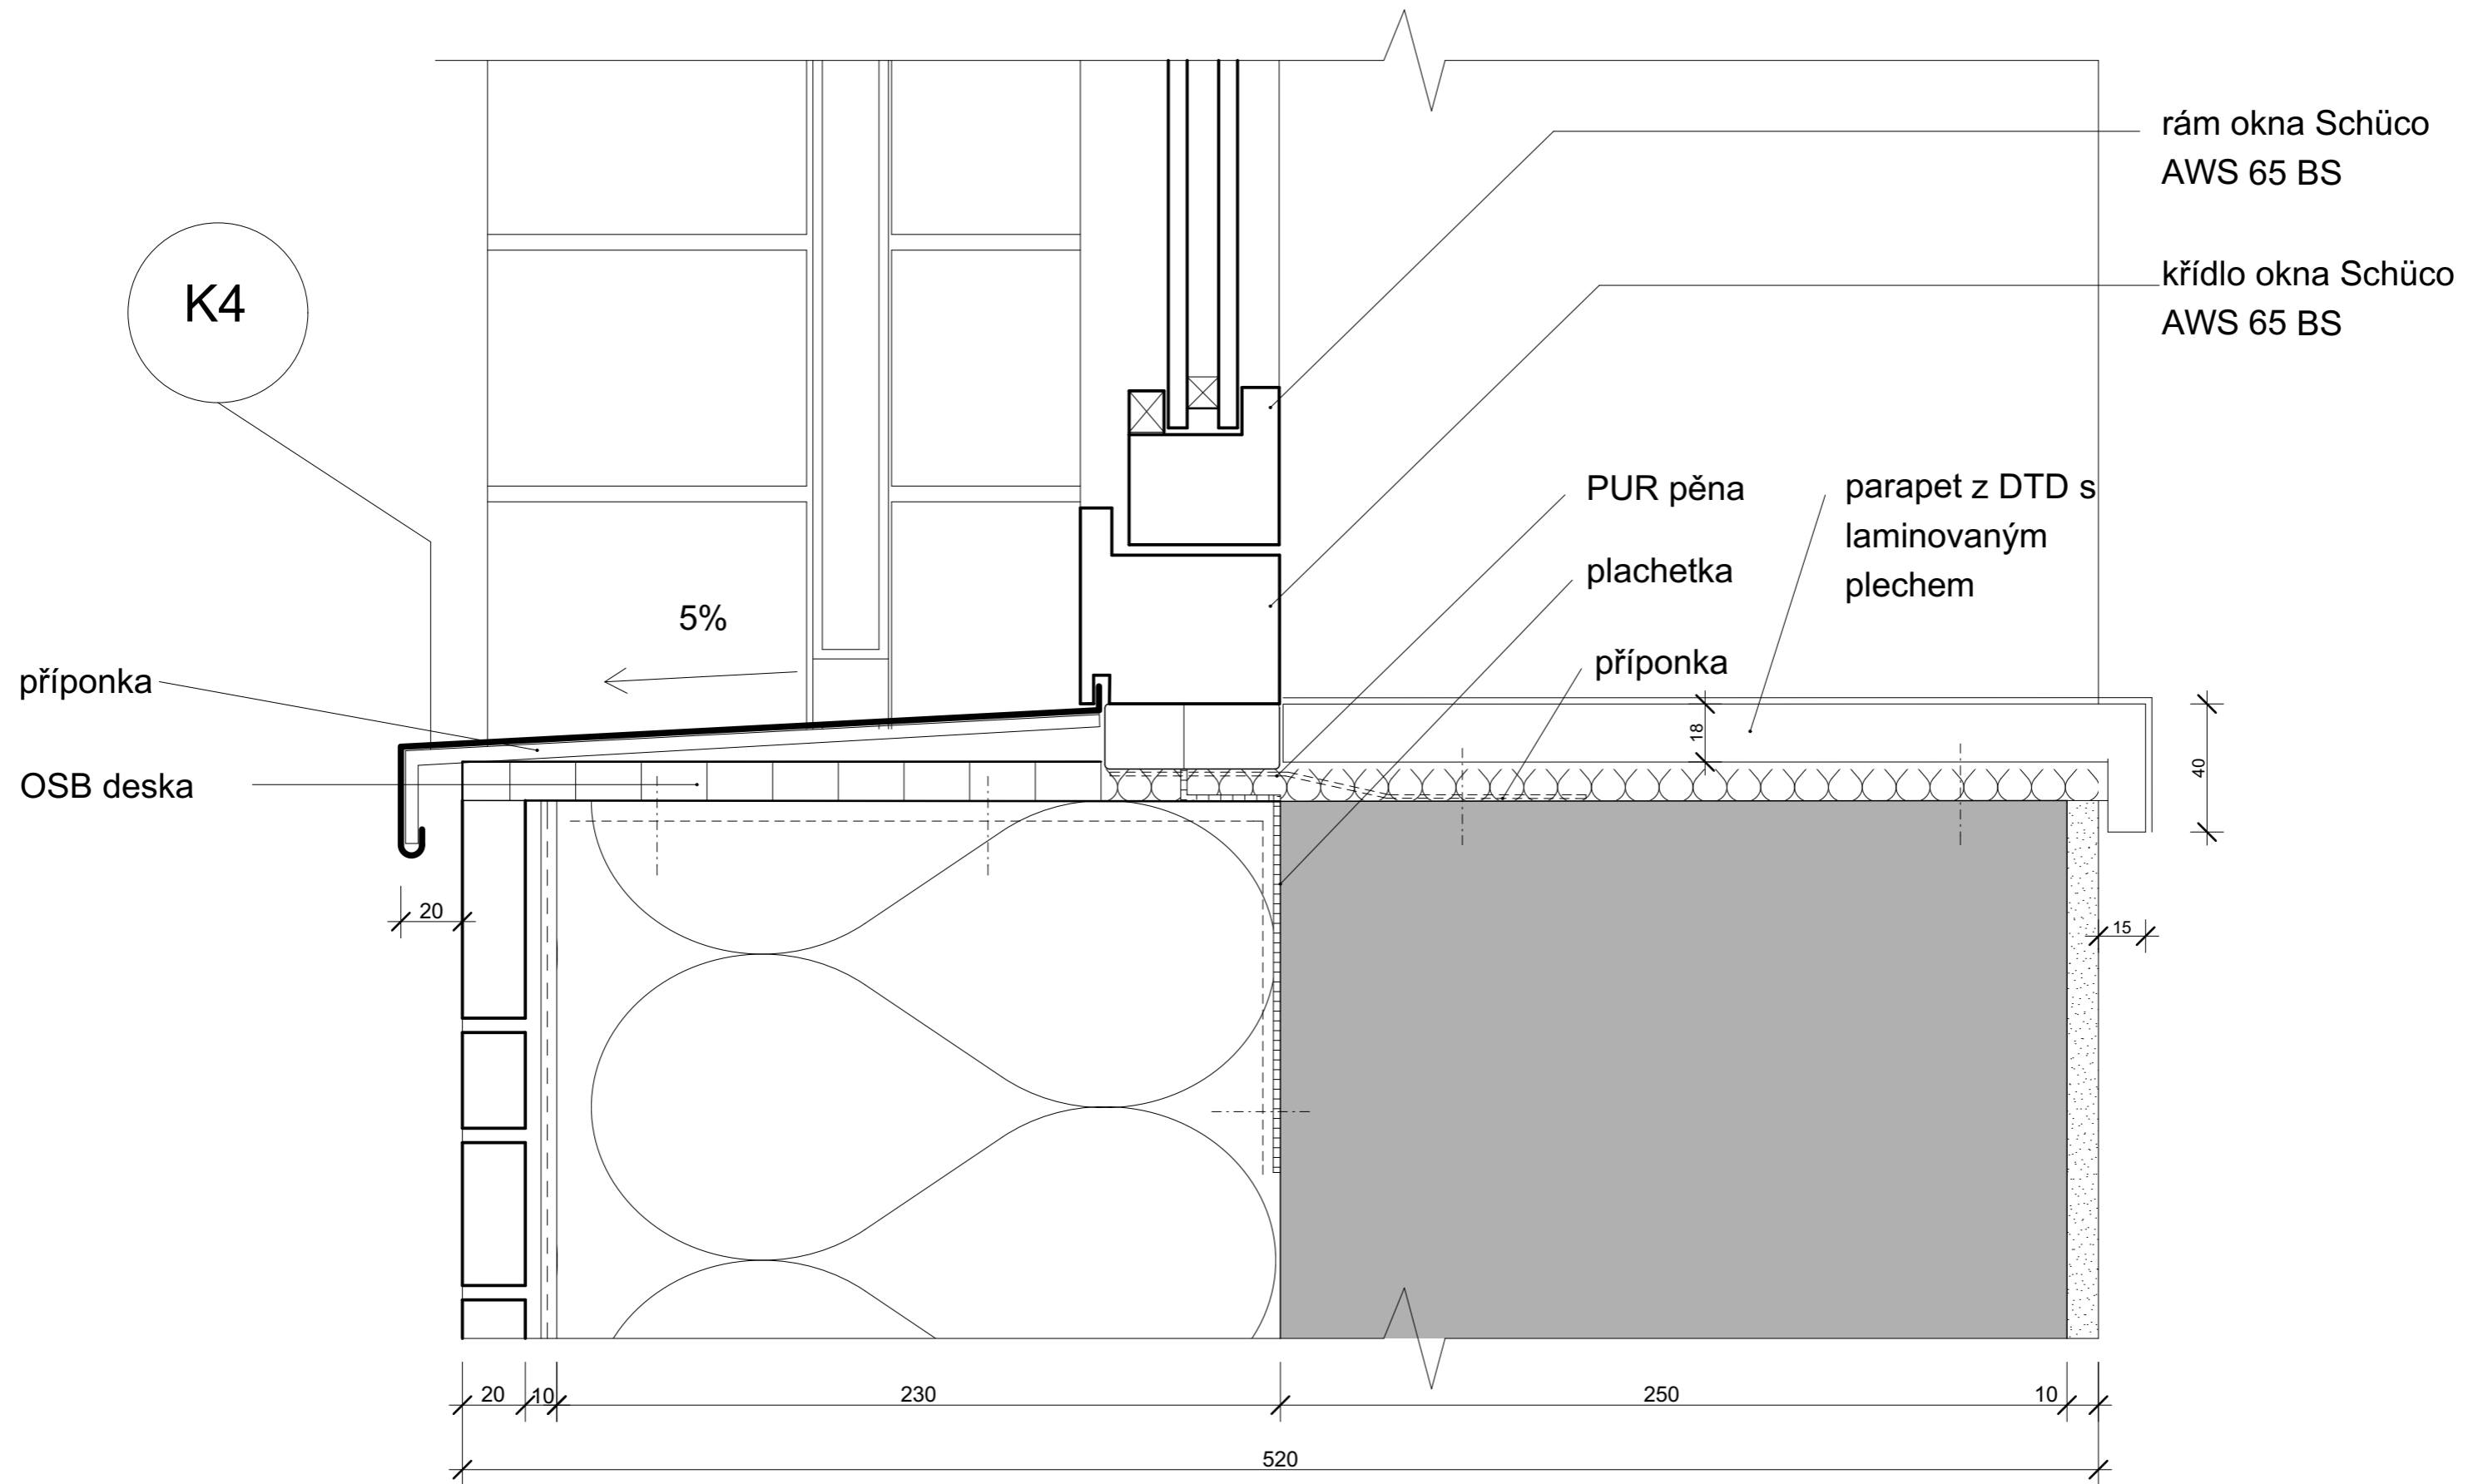 rám okna Schüco
AWS 65 BS
křídlo okna Schüco
AWS 65 BS
K4
PUR pěna
parapet z DTD s
laminovaným
plechem
plachetka
5%
příponka
příponka
18
OSB deska
40
20
15
20
10
230
250
10
520